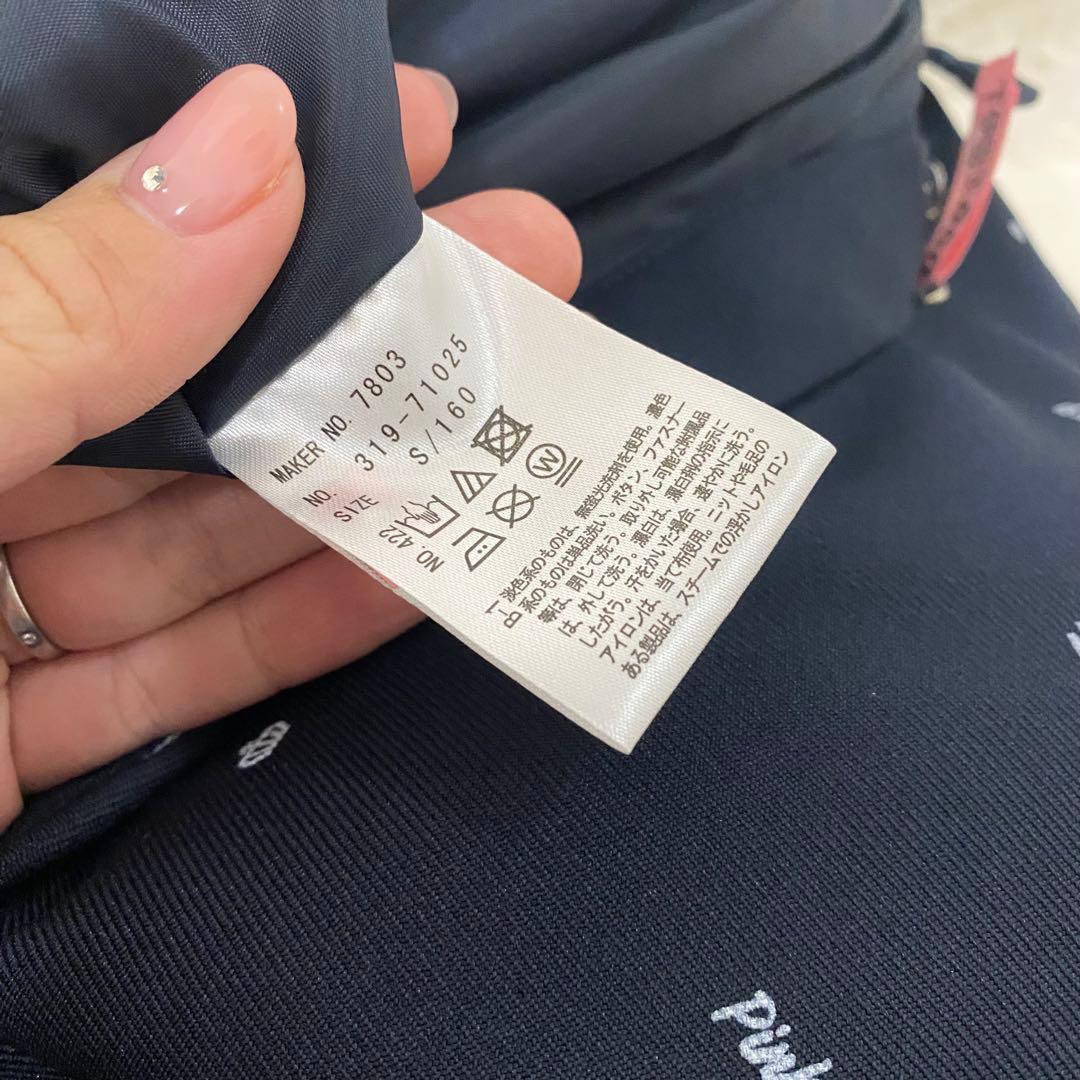 MAKER NO. 7803
NO. 319-71025
SIZE S/160
NO 423
W
淡色系のものは、無蛍光洗剤を使用。濃色
系のものは単品洗い。ボタン、ファスナー
等は、閉じて洗う。取り外し可能な附属品
は、外して洗う。漂白は、漂白剤の指示に
したがう。汗をかいた場合、速やかに洗う。
アイロンは、当て布使用。ニットや毛足の
ある製品は、スチームでの浮かしアイロン
Pink